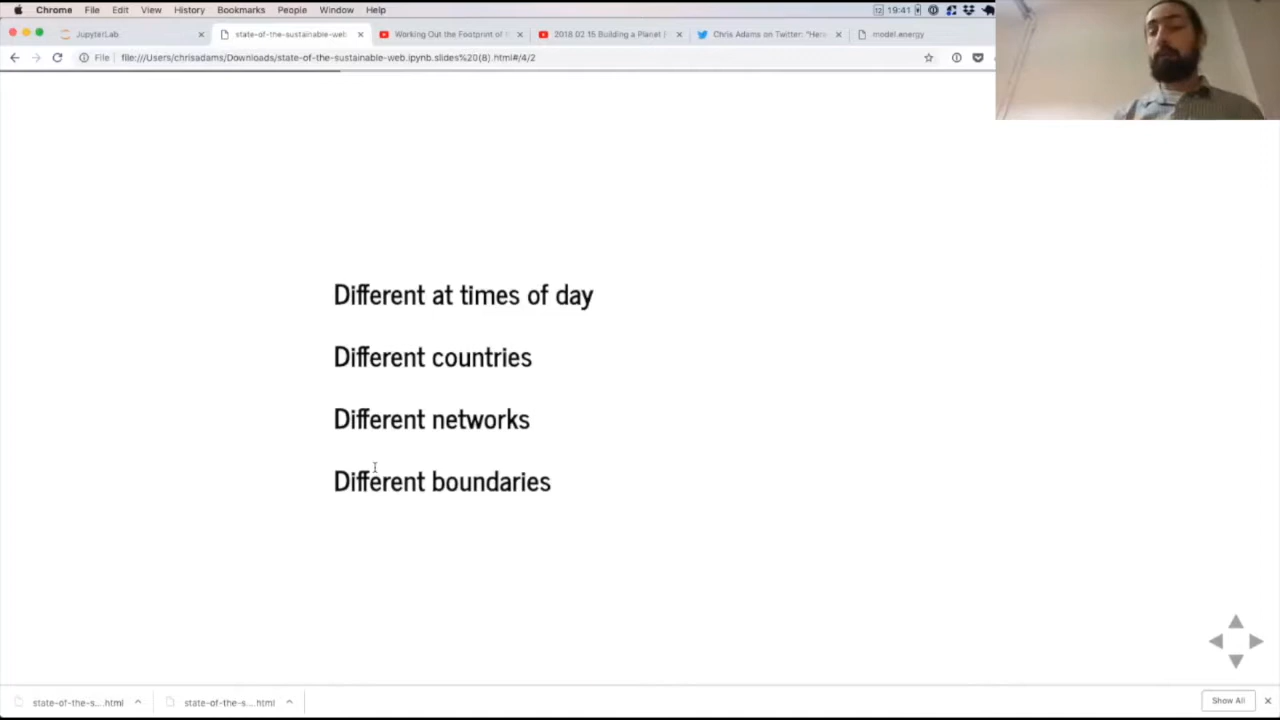 Chrome File Edit View History Bookmarks People Window Help
12 19:41
JupyterLab
state-of-the-sustainable-web
Working Out the Footprint of
2018 02 15 Building a Planet
Chris Adams on Twitter: "Here
model.energy
File file:///Users/chrisadams/Downloads/state-of-the-sustainable-web.ipynb.slides%20(8).html#/4/2
Different at times of day
Different countries
Different networks
Different boundaries
state-of-the-s....html
state-of-the-s....html
Show All